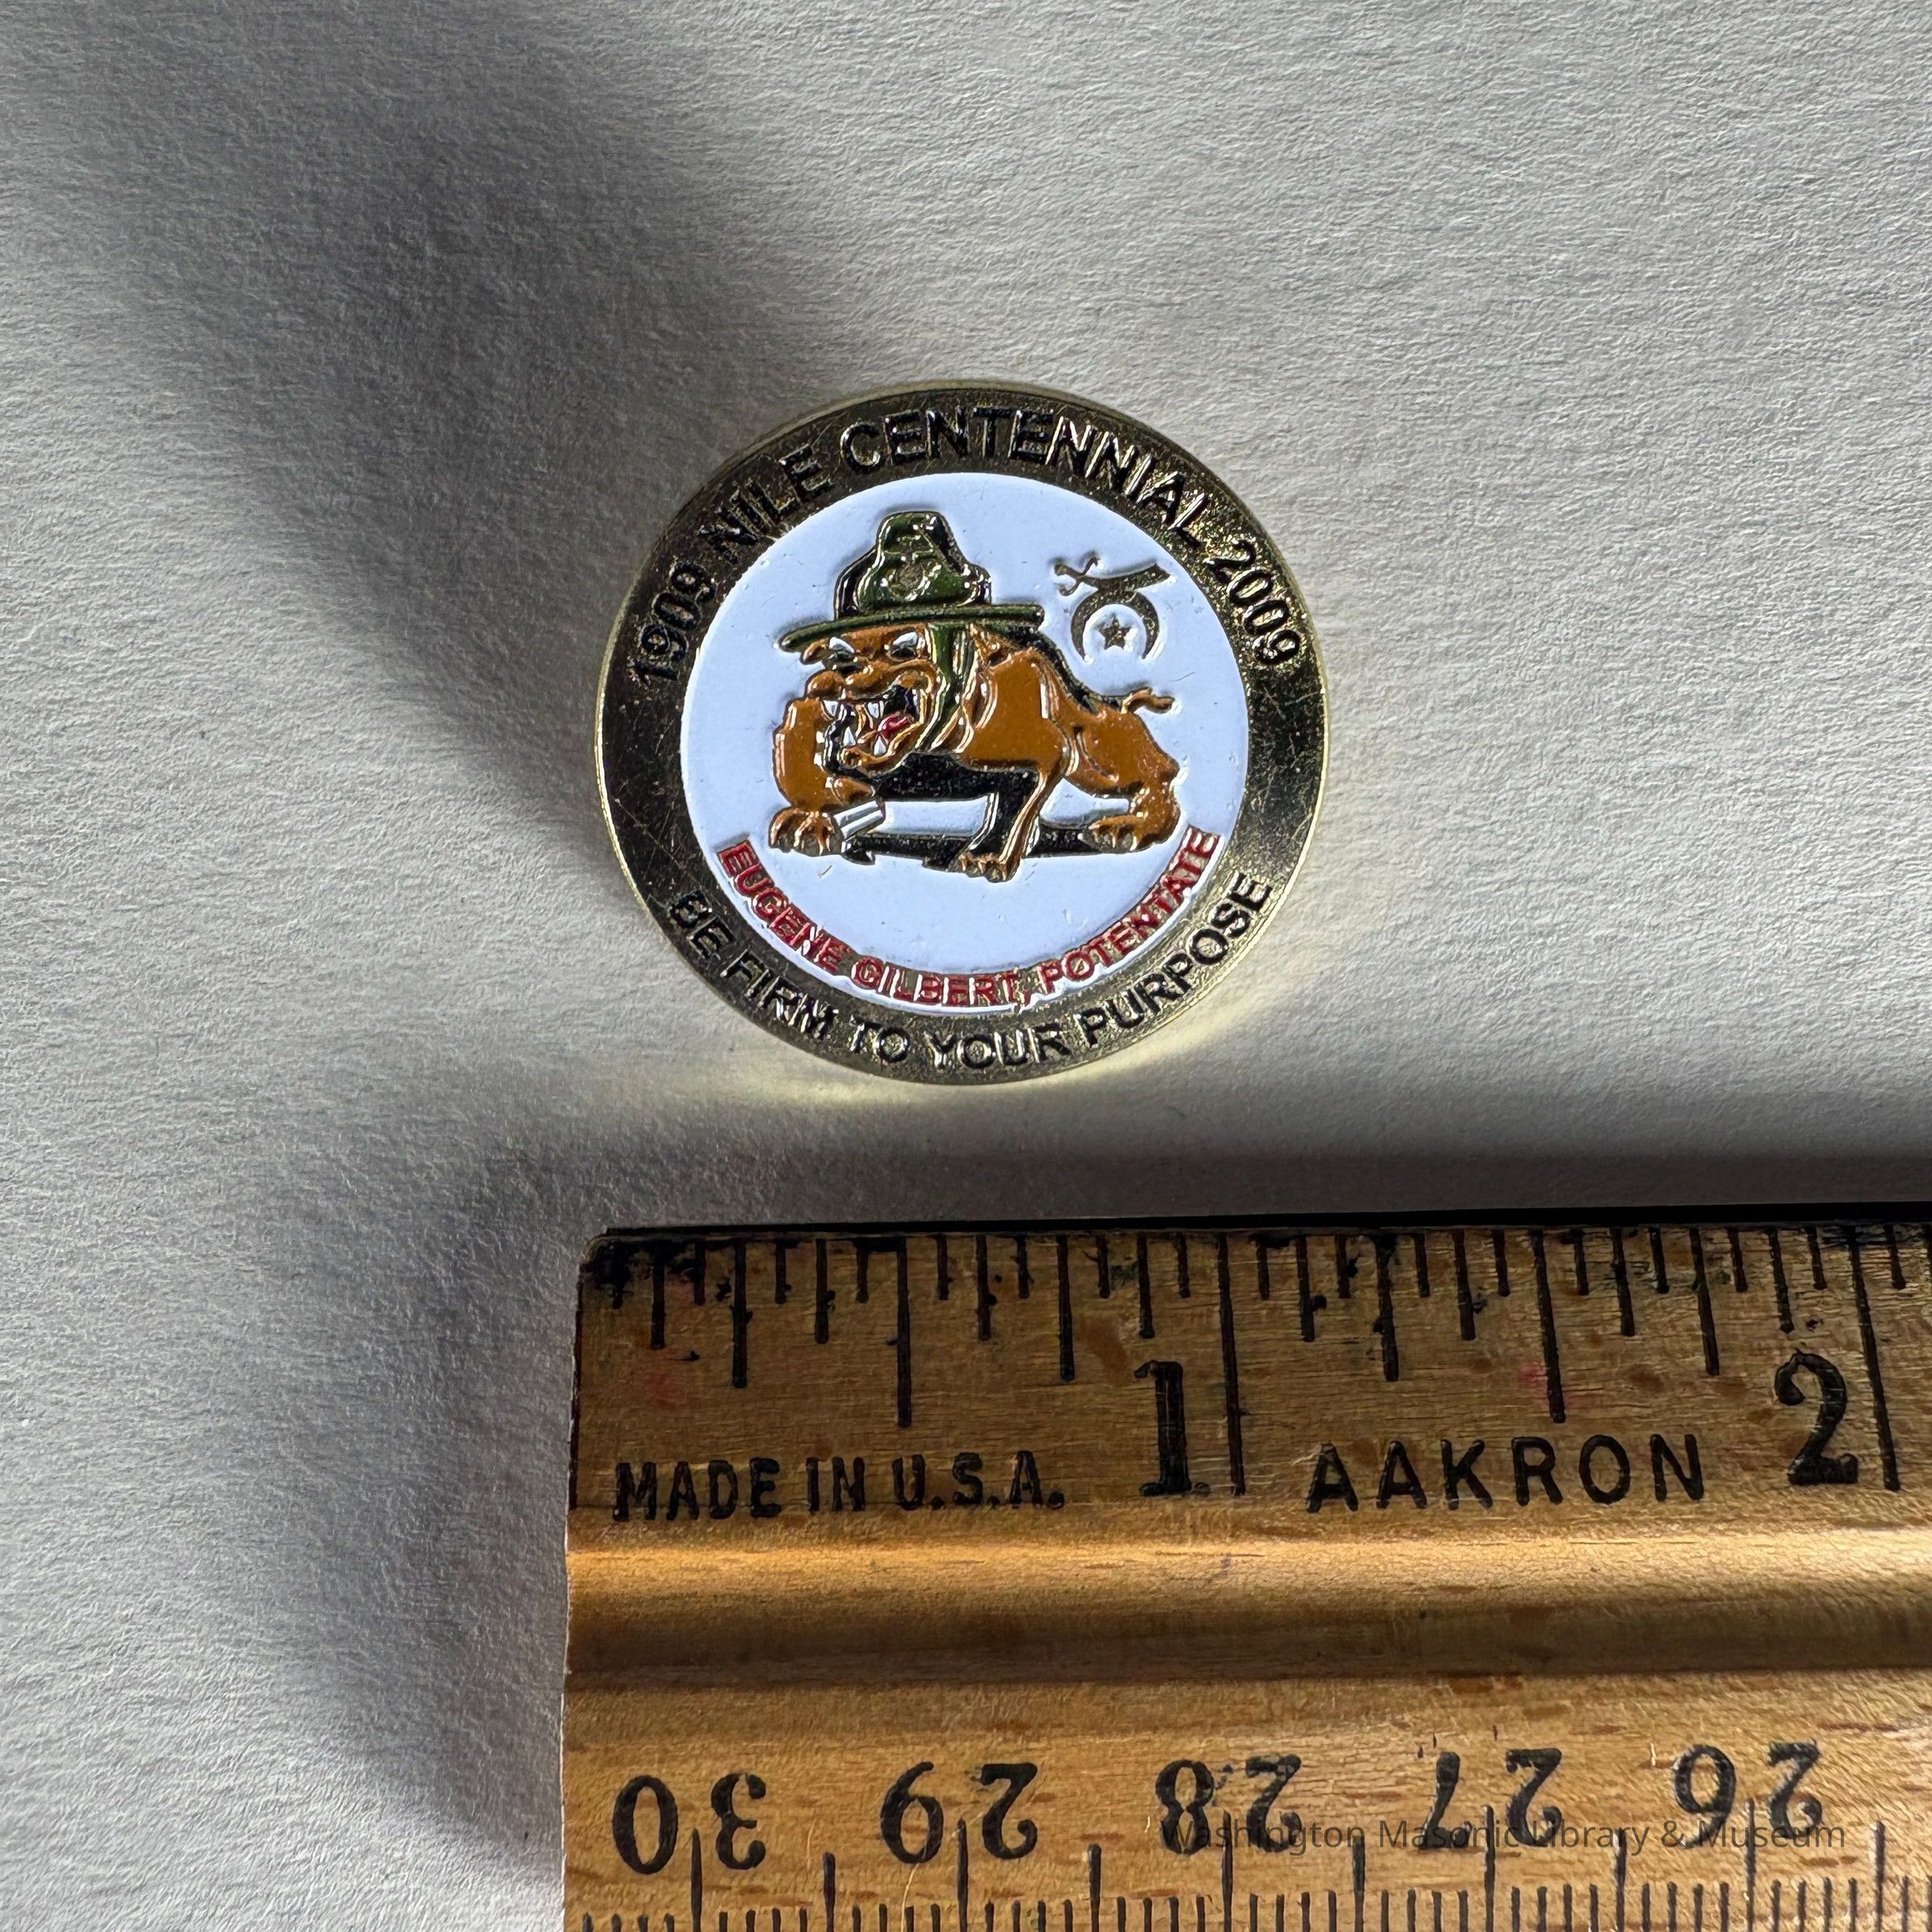 1909 NILE CENTENNIAL 2009
EUGENE GILBERT, POTENTATE
BE FIRM TO YOUR PURPOSE
1 2
MADE IN U.S.A. AAKRON
30 29 28 27 26
Washington Masonic Library & Museum